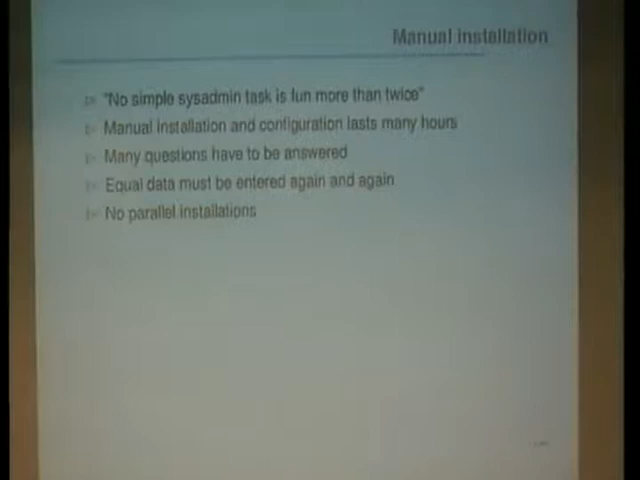 Manual installation
"No simple sysadmin task is fun more than twice"
Manual installation and configuration lasts many hours
Many questions have to be answered
Equal data must be entered again and again
No parallel installations